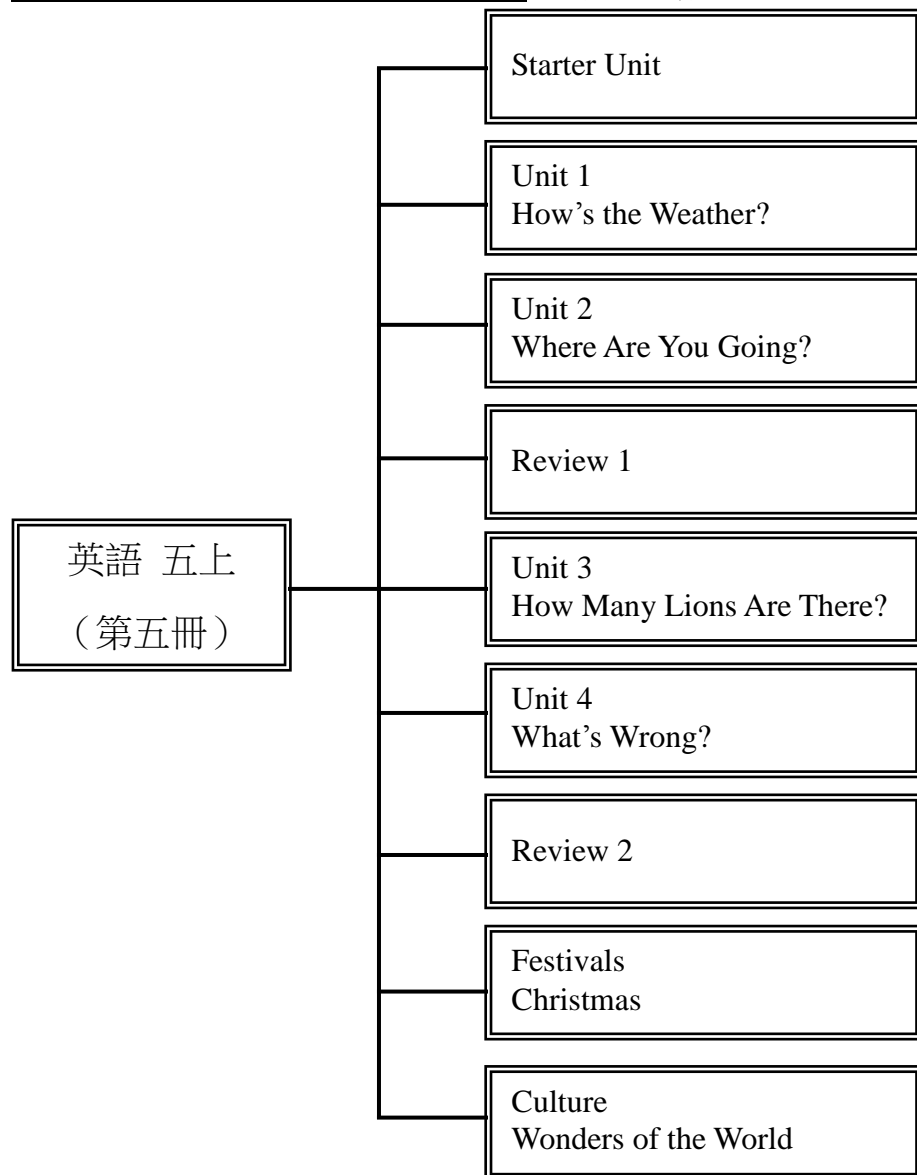 Starter Unit
Unit 1
How’s the Weather?
Unit 2
Where Are You Going?
Review 1
英語 五上
（第五冊）
Unit 3
How Many Lions Are There?
Unit 4
What’s Wrong?
Review 2
Festivals
Christmas
Culture
Wonders of the World